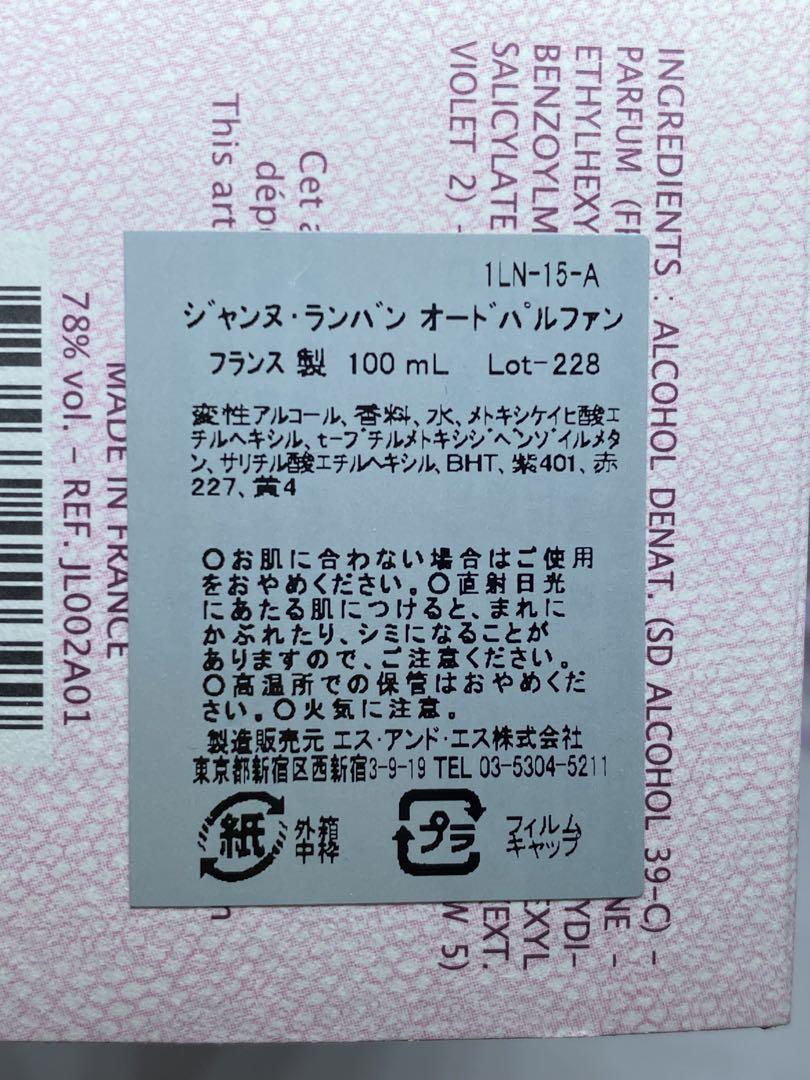 1LN-15-A
ジャンヌ・ランバン オードパルファン
フランス 製 100 mL Lot-228
変性アルコール、香料、水、メトキシケイヒ酸エ
チルヘキシル、t-ブチルメトキシジベンゾイルメタ
ン、サリチル酸エチルヘキシル、BHT、紫401、赤
227、黄4
〇お肌に合わない場合はご使用
をおやめください。〇直射日光
にあたる肌につけると、まれに
かぶれたり、シミになることが
ありますので、ご注意ください。
〇高温所での保管はおやめくだ
さい。〇火気に注意。
製造販売元 エス・アンド・エス株式会社
東京都新宿区西新宿3-9-19 TEL 03-5304-5211
紙 外箱
中枠
プラ フィルム
キャップ
INGREDIENTS : ALCOHOL DENAT. (SD ALCOHOL 39-C) -
PARFUM (F NE -
ETHYLHEXY YDI-
BENZOYLM EXYL
SALICYLATE EXT.
VIOLET 2) - W 5)
Cet a
dép
This art
MADE IN FRANCE
78% vol. - REF. JL002A01